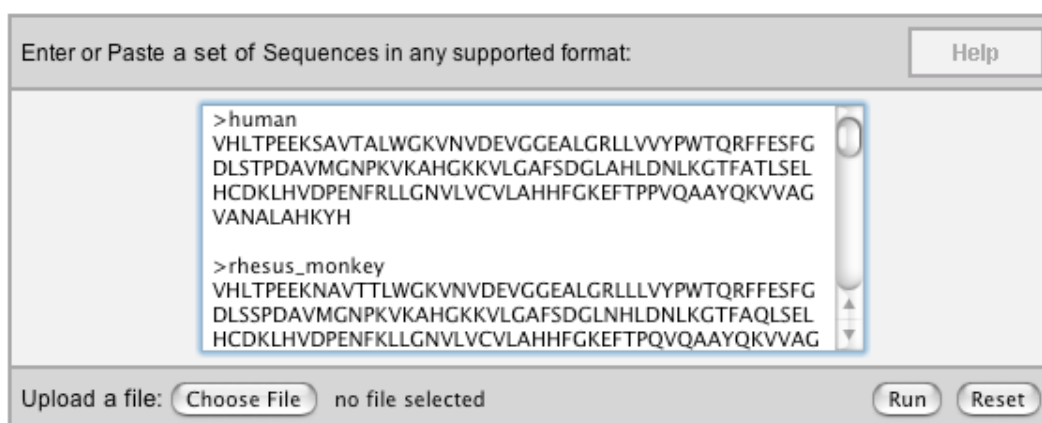 Enter or Paste a set of Sequences in any supported format:
Help
>human
VHLTPEEKSAVTALWGKVNVDEVGGEALGRLLVVYPWTQRFFESFG
DLSTPDAVMGNPKVKAHGKKVLGAFSDGLAHLDNLKGTFATLSEL
HCDKLHVDPENFRLLGNVLVCVLAHHFGKEFTPPVQAAYQKVVAG
VANALAHKYH
>rhesus_monkey
VHLTPEEKNAVTTLWGKVNVDEVGGEALGRLLLVYPWTQRFFESFG
DLSSPDAVMGNPKVKAHGKKVLGAFSDGLNHLDNLKGTFAQLSEL
HCDKLHVDPENFKLLGNVLVCVLAHHFGKEFTPQVQAAYQKVVAG
Upload a file: Choose File no file selected Run Reset